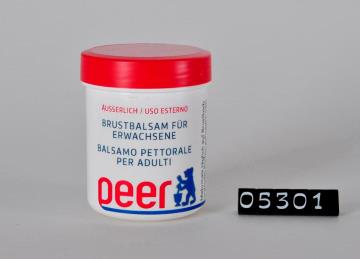 ÄUSSERLICH / USO ESTERNO
BRUSTBALSAM FÜR
ERWACHSENE
BALSAMO PETTORALE
PER ADULTI
peer
05301